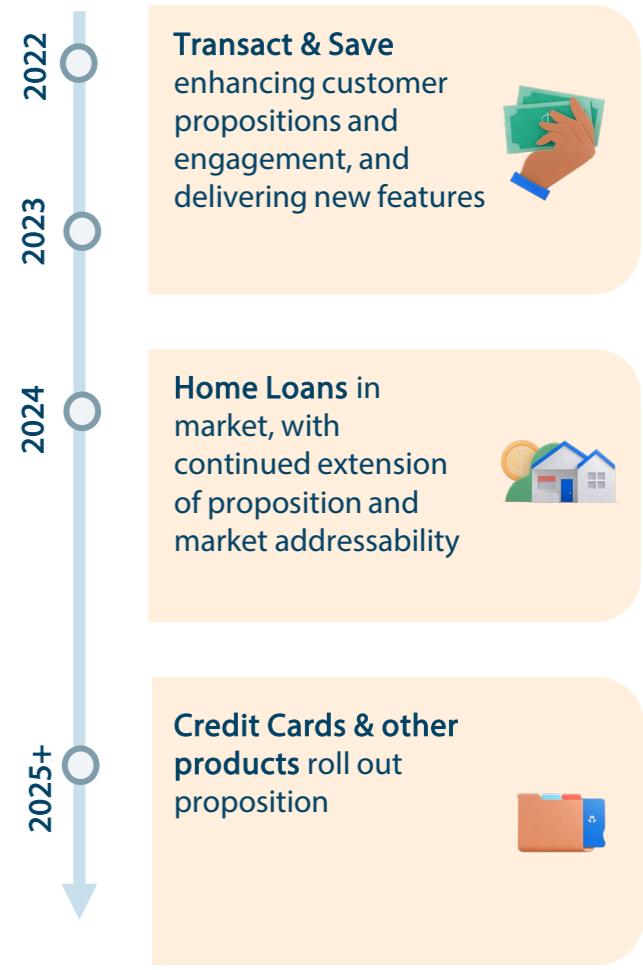 2022
Transact & Save
enhancing customer
propositions and
engagement, and
delivering new features
2023
2024
Home Loans in
market, with
continued extension
of proposition and
market addressability
2025+
Credit Cards & other
products roll out
proposition